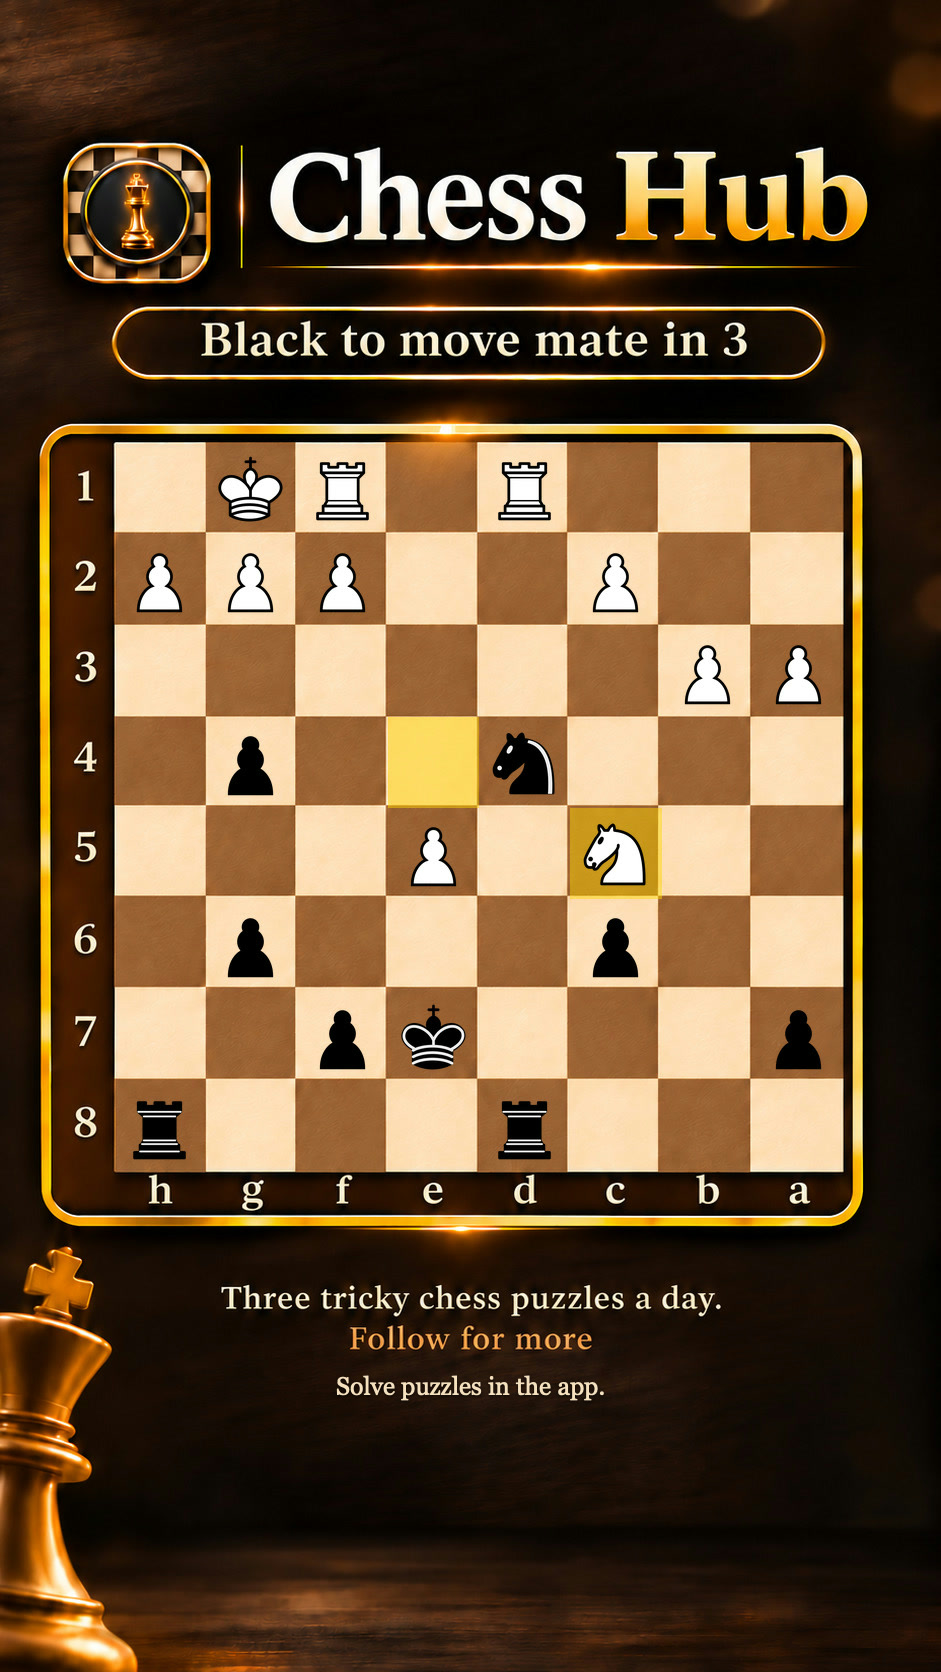 Chess Hub
Black to move mate in 3
1
2
3
4
5
6
7
8
h g f e d c b a
Three tricky chess puzzles a day.
Follow for more
Solve puzzles in the app.